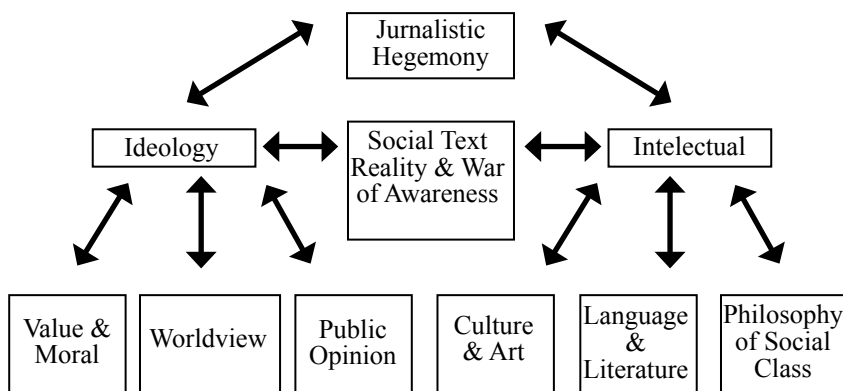 Jurnalistic
Hegemony
Ideology
Social Text
Reality & War
of Awareness
Intelectual
Value &
Moral
Worldview
Public
Opinion
Culture
& Art
Language
&
Literature
Philosophy
of Social
Class